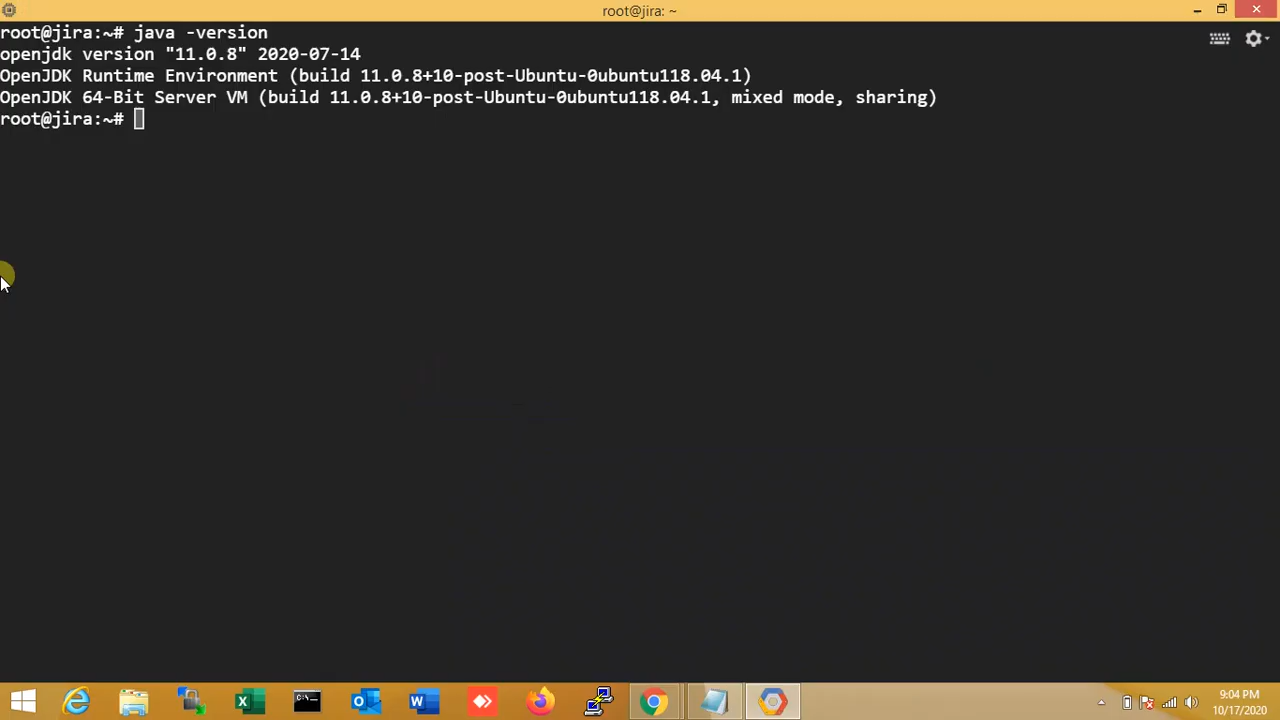 root@jira: ~
root@jira:~# java -version
openjdk version "11.0.8" 2020-07-14
OpenJDK Runtime Environment (build 11.0.8+10-post-Ubuntu-0ubuntu118.04.1)
OpenJDK 64-Bit Server VM (build 11.0.8+10-post-Ubuntu-0ubuntu118.04.1, mixed mode, sharing)
root@jira:~#
9:04 PM
10/17/2020